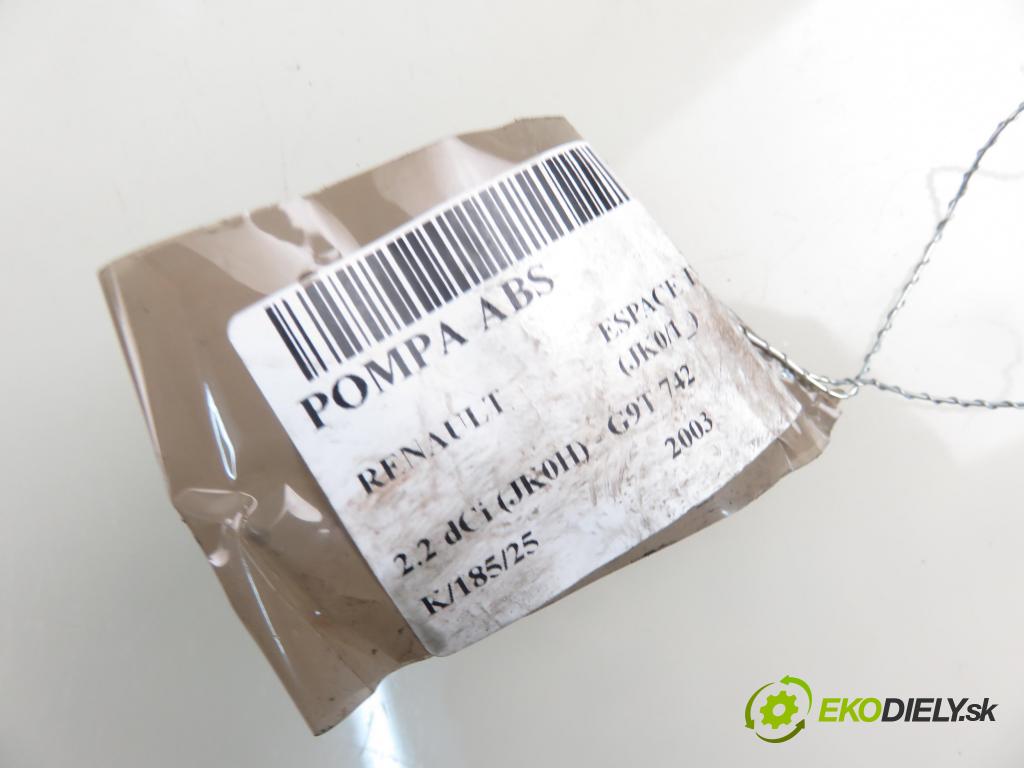 POMPA ABS
RENAULT ESPACE
(JK0/1_)
2.2 dCi (JK0H) - G9T 742
K/185/25 2003
EKODIELY.sk